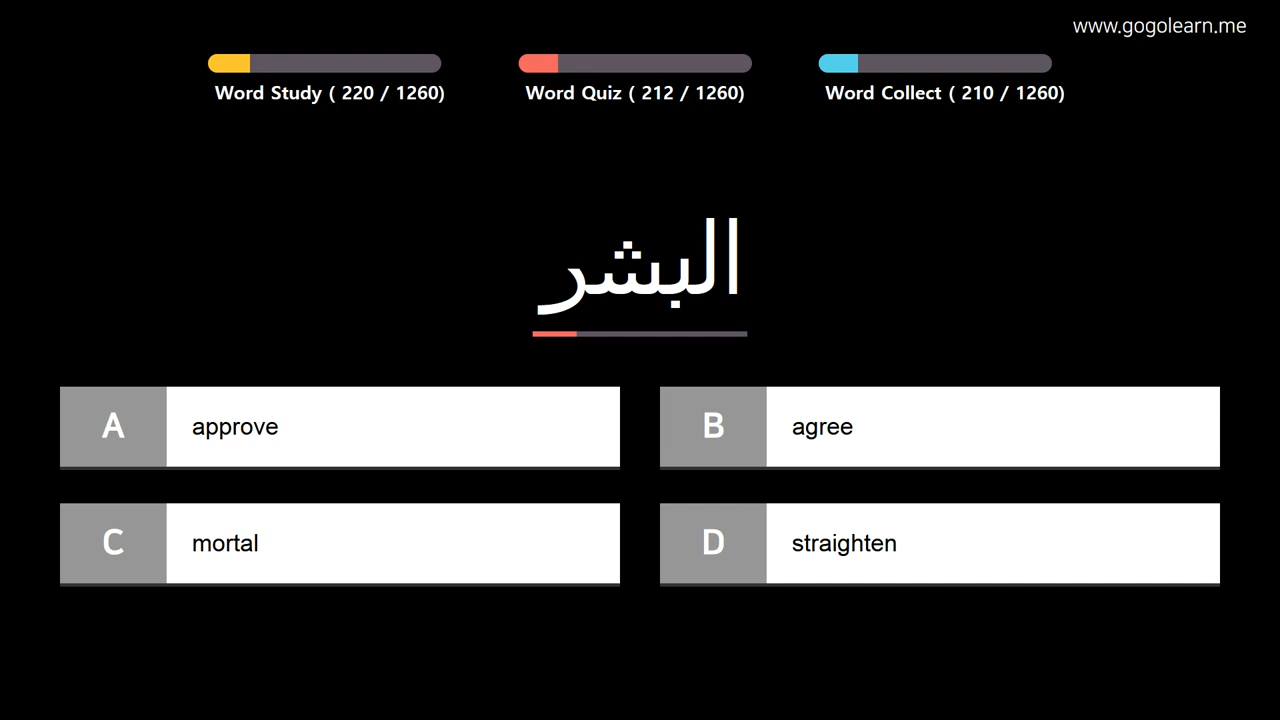 www.gogolearn.me
Word Study ( 220 / 1260)
Word Quiz ( 212 / 1260)
Word Collect ( 210 / 1260)
البشر
A approve
B agree
C mortal
D straighten